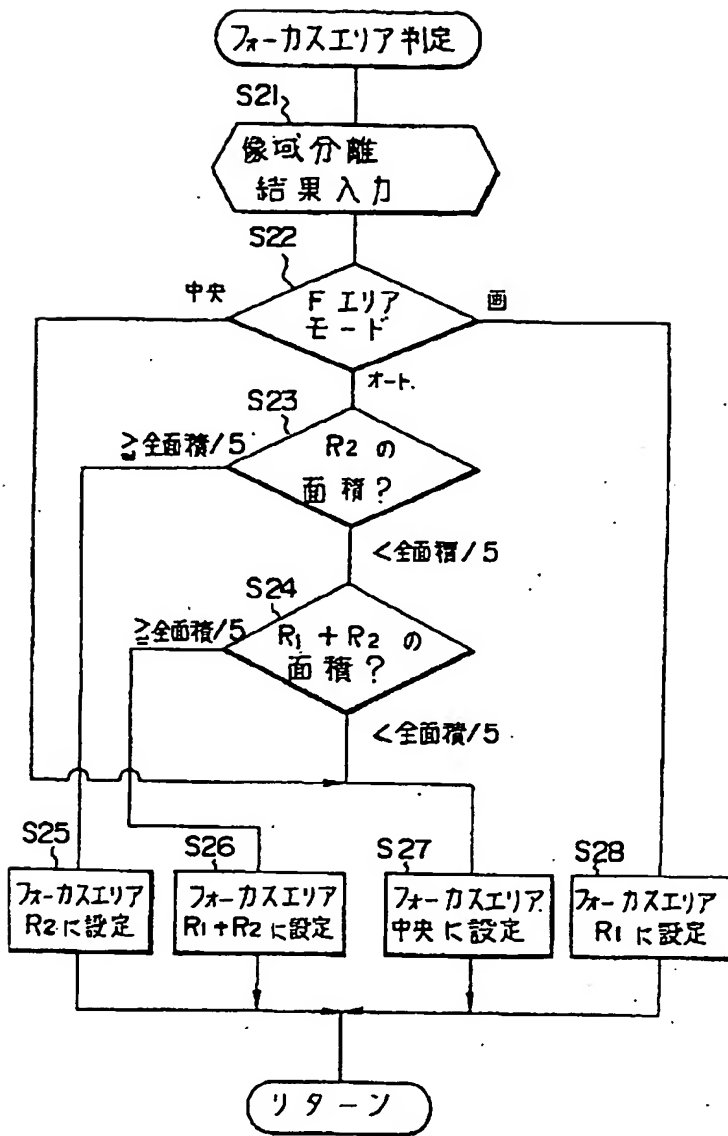 フォーカスエリア判定
S21
像域分離
結果入力
S22
中央
Fエリア
モード
画
オート
S23
≧全面積/5
R2の
面積?
<全面積/5
S24
≧全面積/5
R1+R2の
面積?
<全面積/5
S25
フォーカスエリア
R2に設定
S26
フォーカスエリア
R1+R2に設定
S27
フォーカスエリア
中央に設定
S28
フォーカスエリア
R1に設定
リターン